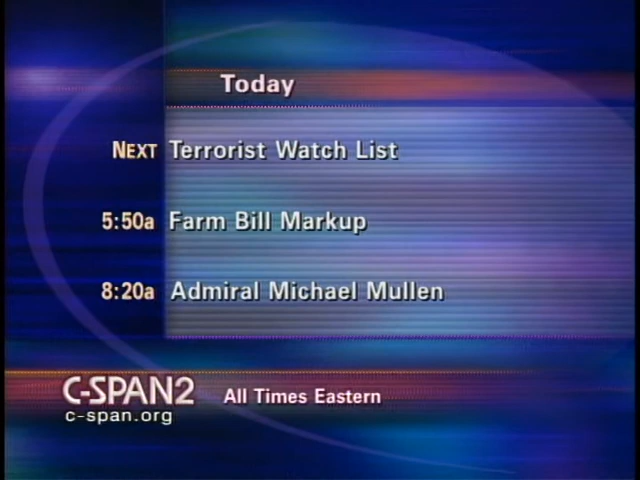 Today
NEXT Terrorist Watch List
5:50a Farm Bill Markup
8:20a Admiral Michael Mullen
C-SPAN2 All Times Eastern
c-span.org